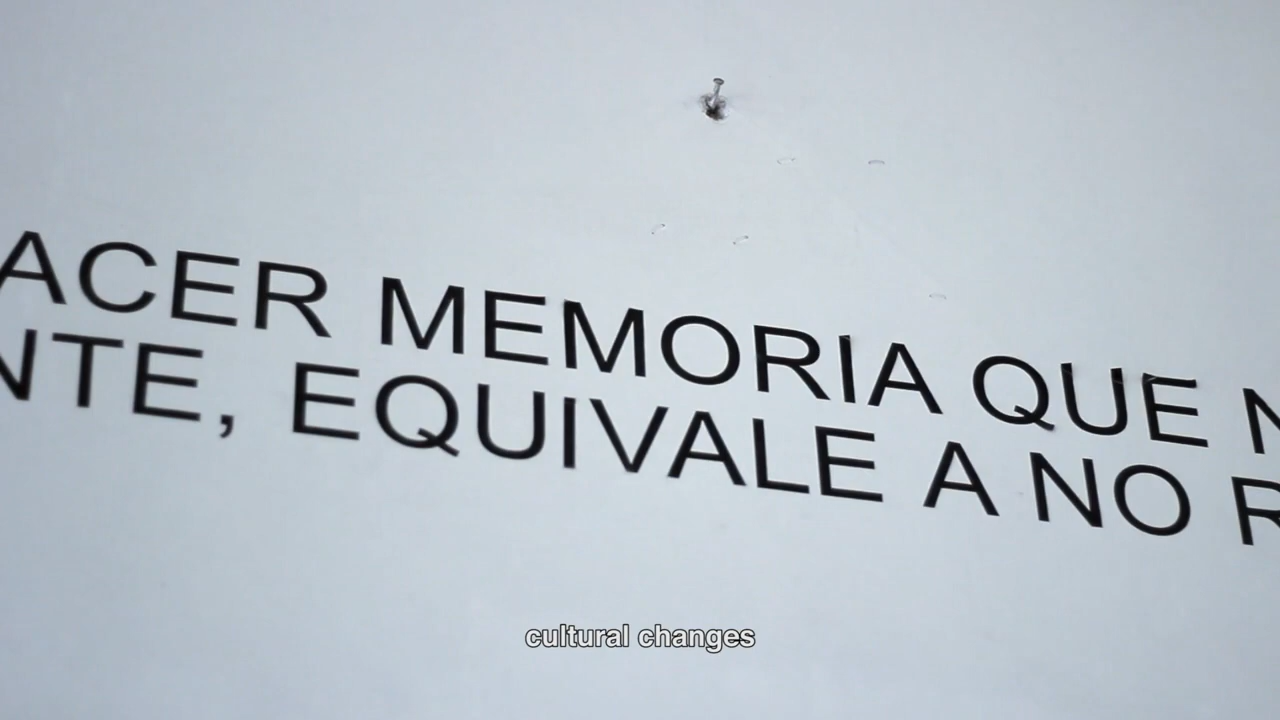 ACER MEMORIA QUE N
NTE, EQUIVALE A NO R
cultural changes